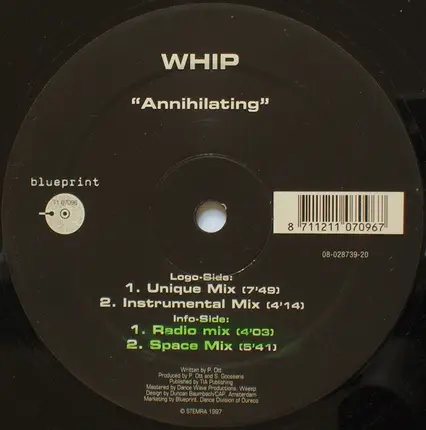 WHIP
"Annihilating"
blueprint
71 07096
8 711211 070967
08-028739-20
Logo-Side:
1. Unique Mix (7'49)
2. Instrumental Mix (4'14)
Info-Side:
1. Radio mix (4'03)
2. Space Mix (5'41)
Written by P. Ott
Produced by P. Ott and S. Goossens
Published by TIA Publishing
Mastered by Dance Wave Productions, Weesp
Design by Duncan Baumbach/CAP, Amsterdam
Marketing by Blueprint, Dance Division of Dureco
© STEMRA 1997